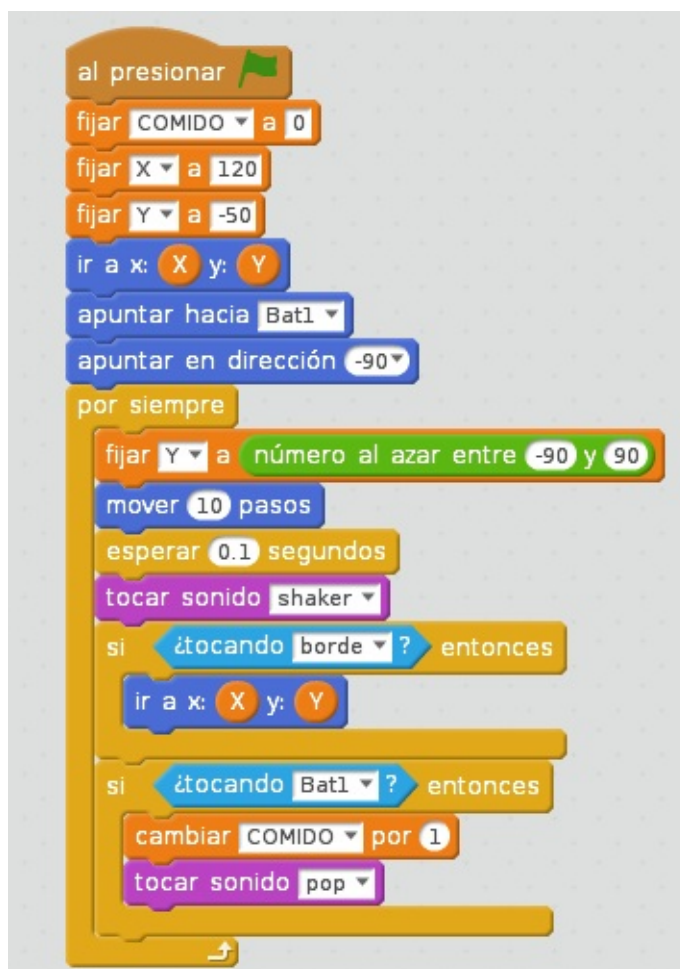 al presionar
fijar COMIDO a 0
fijar X a 120
fijar Y a -50
ir a x: X y: Y
apuntar hacia Bat1
apuntar en dirección -90
por siempre
fijar Y a número al azar entre -90 y 90
mover 10 pasos
esperar 0.1 segundos
tocar sonido shaker
si ¿tocando borde ? entonces
ir a x: X y: Y
si ¿tocando Bat1 ? entonces
cambiar COMIDO por 1
tocar sonido pop